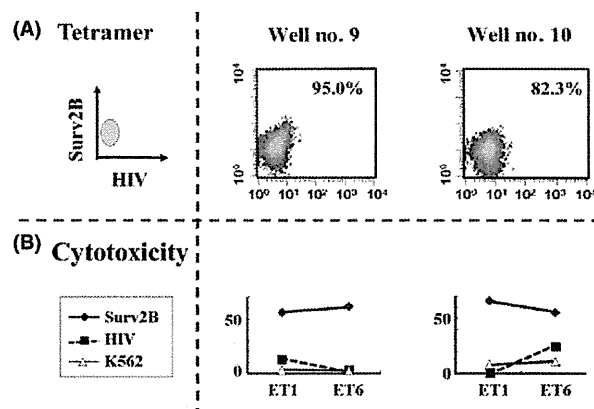 (A) Tetramer
Well no. 9
Well no. 10
Surv2B
HIV
10⁴
10⁰
95.0%
10⁰ 10¹ 10² 10³ 10⁴
10⁴
10⁰
82.3%
10⁰ 10¹ 10² 10³ 10⁴
(B) Cytotoxicity
Surv2B
HIV
K562
50
0
ET1 ET6
50
0
ET1 ET6